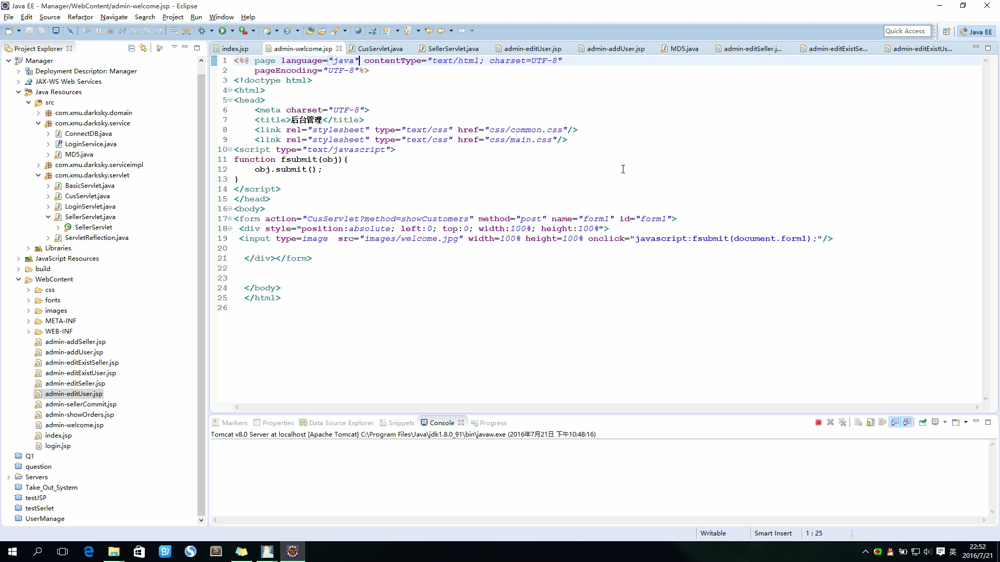 Java EE - Manager/WebContent/admin-welcome.jsp - Eclipse
File Edit Source Refactor Navigate Search Project Run Window Help
Quick Access
Java EE
Project Explorer
index.jsp
admin-welcome.jsp
CusServlet.java
SellerServlet.java
admin-editUser.jsp
admin-addUser.jsp
MD5.java
admin-editSeller.j...
admin-editExistSe...
admin-editExistUs...
Manager
Deployment Descriptor: Manager
JAX-WS Web Services
Java Resources
src
com.xmu.darksky.domain
com.xmu.darksky.service
ConnectDB.java
LoginService.java
MD5.java
com.xmu.darksky.serviceimpl
com.xmu.darksky.servlet
BasicServlet.java
CusServlet.java
LoginServlet.java
SellerServlet.java
SellerServlet
ServletReflection.java
Libraries
JavaScript Resources
build
WebContent
css
fonts
images
META-INF
WEB-INF
admin-addSeller.jsp
admin-addUser.jsp
admin-editExistSeller.jsp
admin-editExistUser.jsp
admin-editSeller.jsp
admin-editUser.jsp
admin-sellerCommit.jsp
admin-showOrders.jsp
admin-welcome.jsp
index.jsp
login.jsp
Q1
question
Servers
Take_Out_System
testJSP
testSerlet
UserManage
1 <%@ page language="java" contentType="text/html; charset=UTF-8"
2 pageEncoding="UTF-8"%>
3 <!doctype html>
4 <html>
5 <head>
6 <meta charset="UTF-8">
7 <title>后台管理</title>
8 <link rel="stylesheet" type="text/css" href="css/common.css"/>
9 <link rel="stylesheet" type="text/css" href="css/main.css"/>
10 <script type="text/javascript">
11 function fsubmit(obj){
12 obj.submit();
13 }
14 </script>
15 </head>
16 <body>
17 <form action="CusServlet?method=showCustomers" method="post" name="form1" id="form1">
18 <div style="position:absolute; left:0; top:0; width:100%; height:100%">
19 <input type=image src="images/welcome.jpg" width=100% height=100% onclick="javascript:fsubmit(document.form1);"/>
20
21 </div></form>
22
23
24 </body>
25 </html>
26
Markers Properties Data Source Explorer Snippets Console Progress
Tomcat v8.0 Server at localhost [Apache Tomcat] C:\Program Files\Java\jdk1.8.0_91\bin\javaw.exe (2016年7月21日 下午10:48:16)
Writable
Smart Insert
1 : 25
英
22:52
2016/7/21